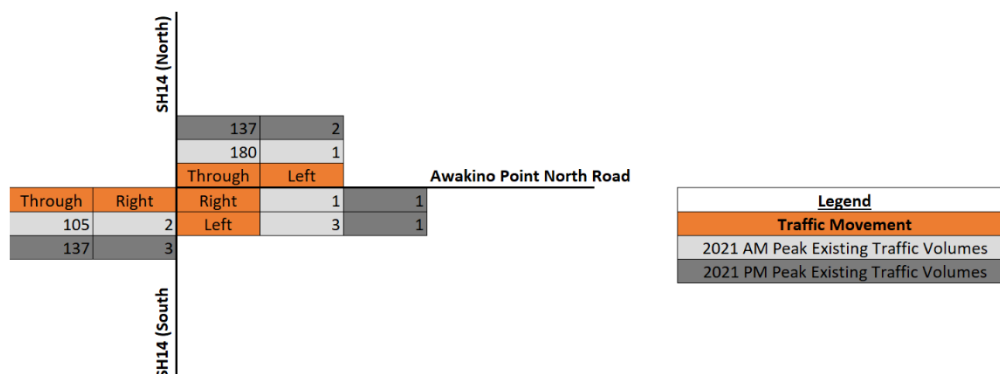 SH14 (North)
137 2
180 1
Through Left
Awakino Point North Road
Through Right Right 1 1
105 2 Left 3 1
137 3
SH14 (South
Legend
Traffic Movement
2021 AM Peak Existing Traffic Volumes
2021 PM Peak Existing Traffic Volumes